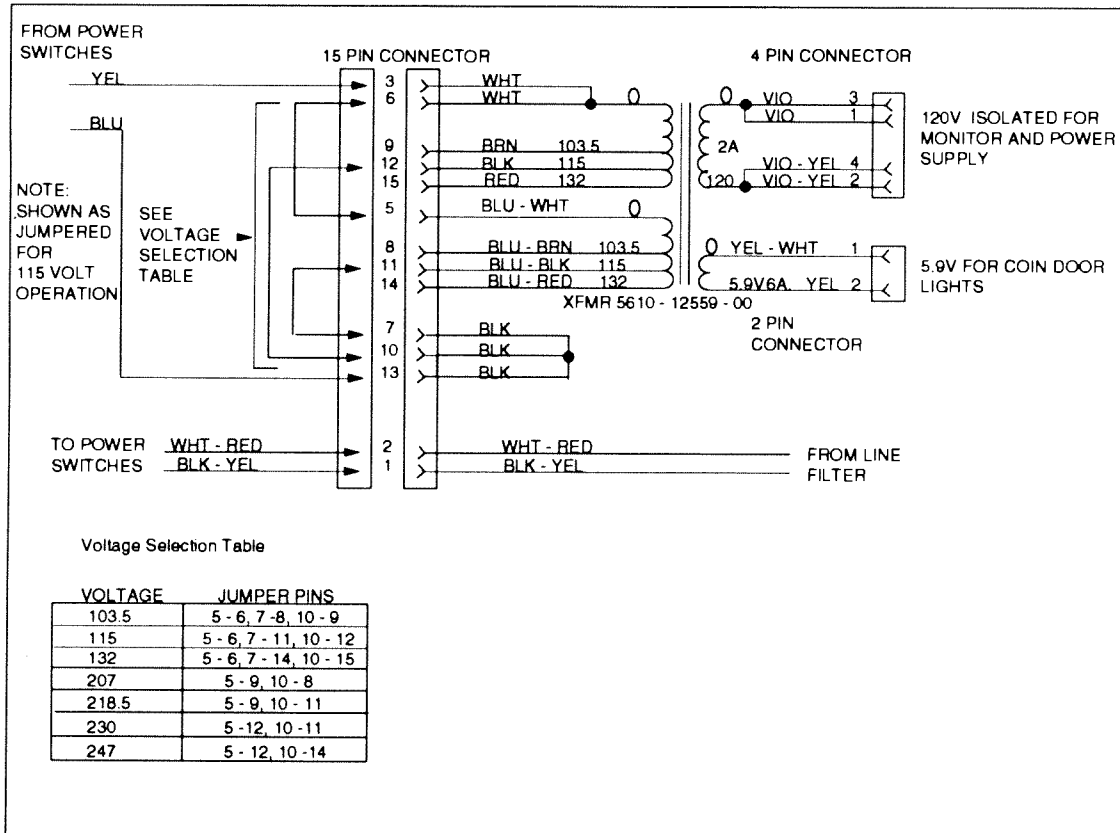 FROM POWER
SWITCHES
15 PIN CONNECTOR
4 PIN CONNECTOR
YEL
3
WHT
6
WHT
0
0
VIO
3
VIO
1
120V ISOLATED FOR
MONITOR AND POWER
SUPPLY
BLU
9
BRN
103.5
2A
12
BLK
115
VIO - YEL
4
15
RED
132
120
VIO - YEL
2
NOTE:
SHOWN AS
JUMPERED
FOR
115 VOLT
OPERATION
SEE
VOLTAGE
SELECTION
TABLE
5
BLU - WHT
0
8
BLU - BRN
103.5
0
YEL - WHT
1
11
BLU - BLK
115
5.9V FOR COIN DOOR
LIGHTS
14
BLU - RED
132
5.9V6A.
YEL
2
XFMR 5610 - 12559 - 00
2 PIN
CONNECTOR
7
BLK
10
BLK
13
BLK
TO POWER
SWITCHES
WHT - RED
2
WHT - RED
BLK - YEL
1
BLK - YEL
FROM LINE
FILTER
Voltage Selection Table
VOLTAGE JUMPER PINS
103.5 5 - 6, 7 -8, 10 - 9
115 5 - 6, 7 - 11, 10 - 12
132 5 - 6, 7 - 14, 10 - 15
207 5 - 9, 10 - 8
218.5 5 - 9, 10 - 11
230 5 -12, 10 -11
247 5 - 12, 10 -14